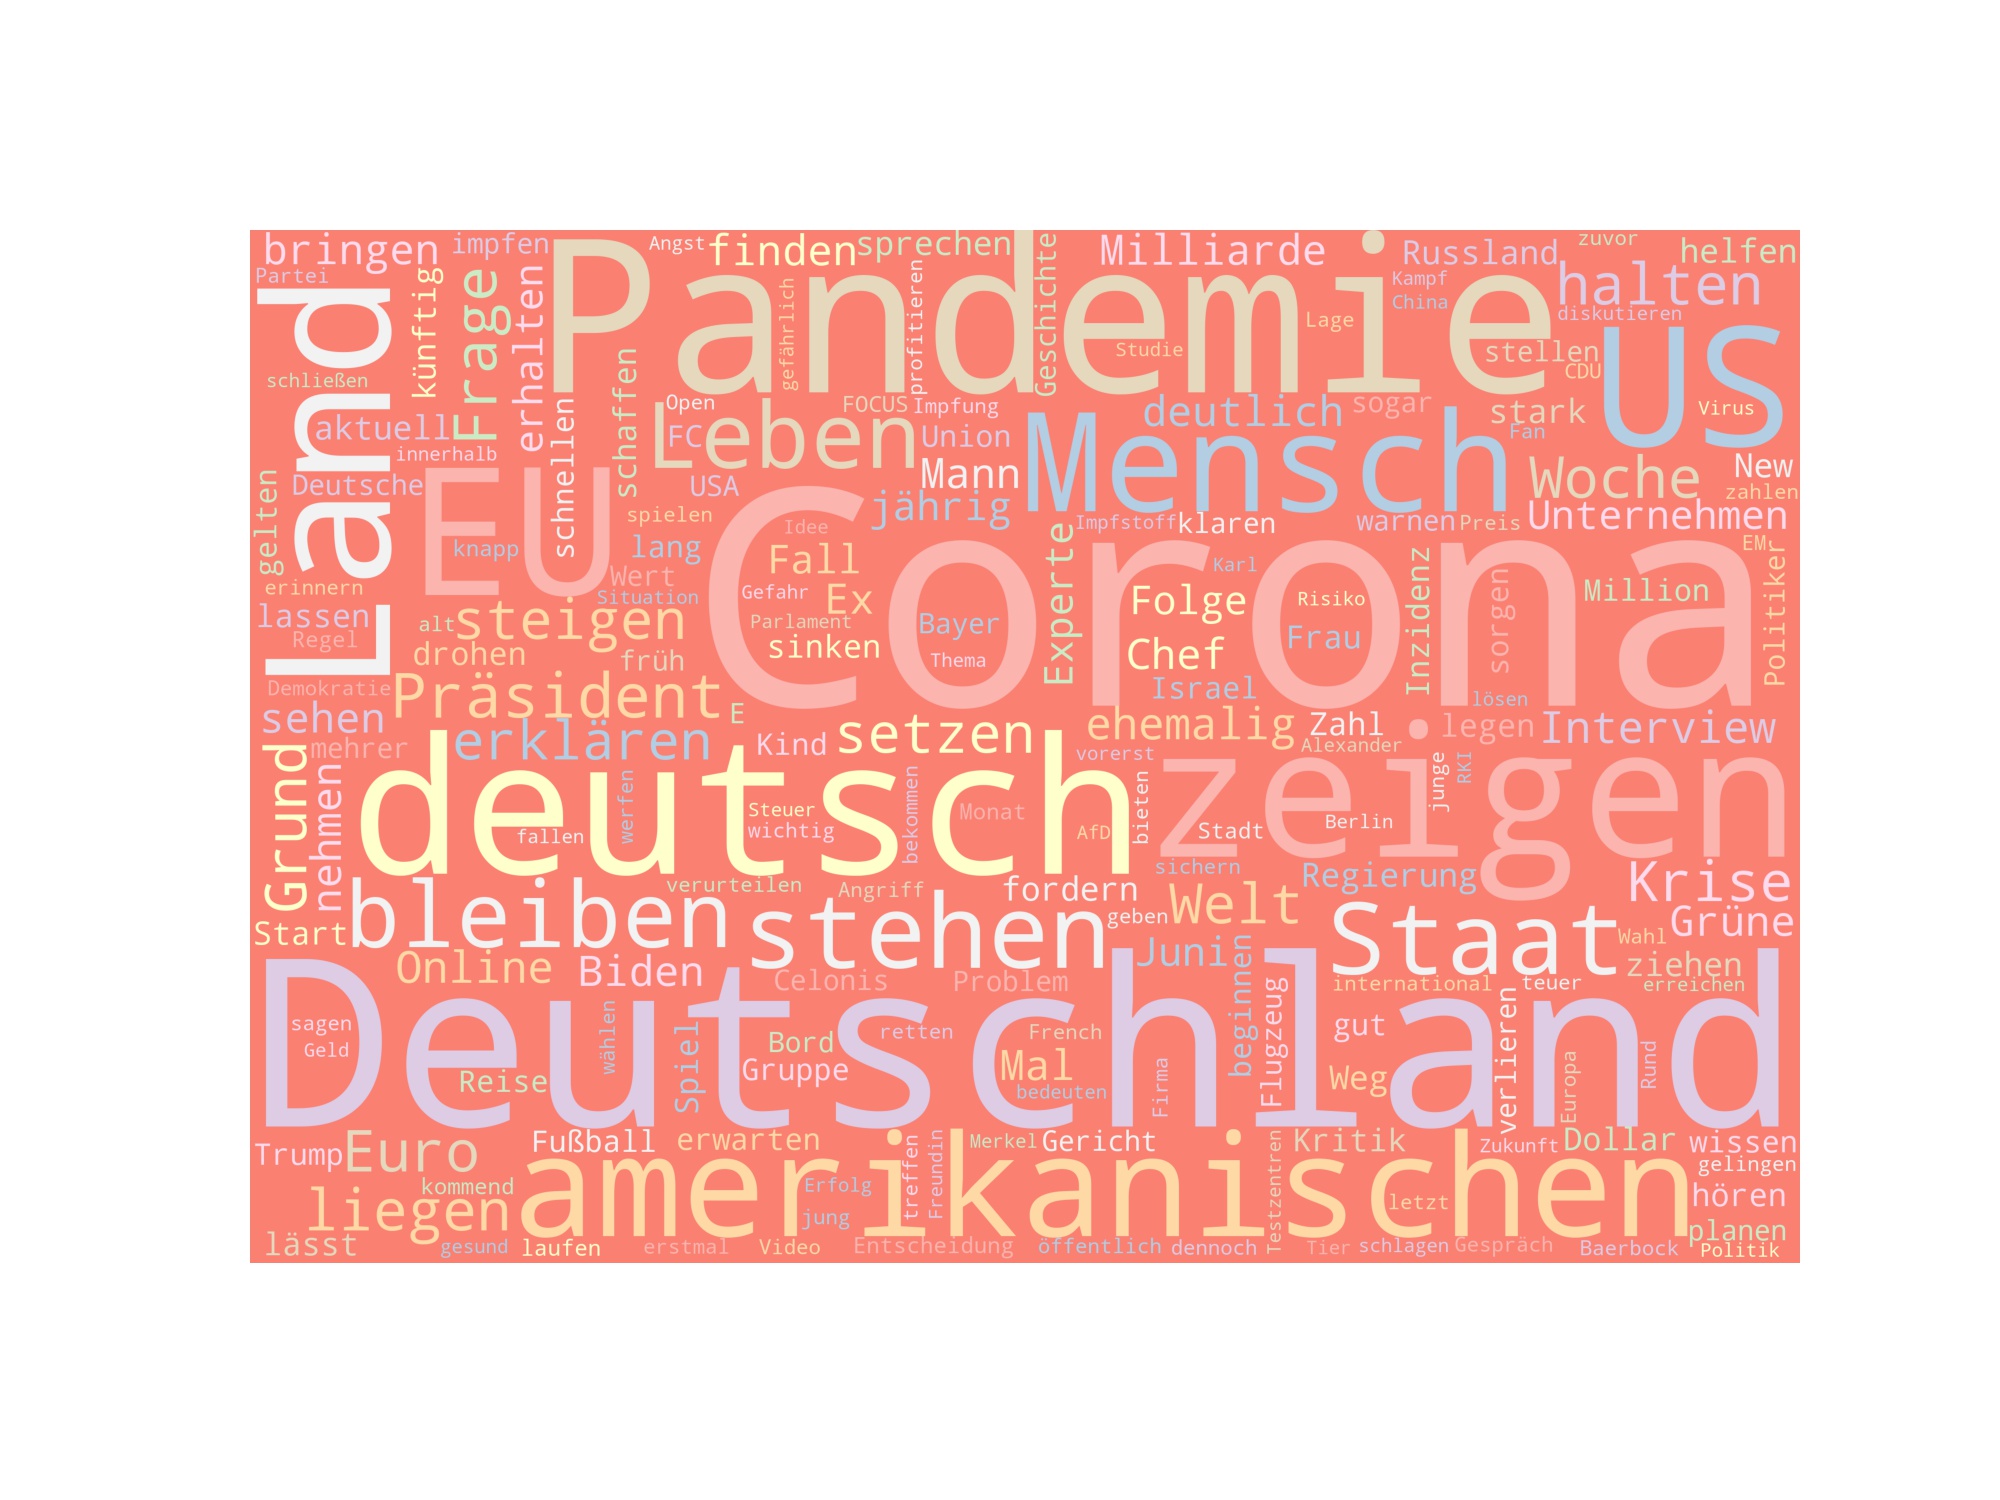 bringen impfen Angst finden sprechen Milliarde Russland zuvor helfen
Partei Pandemie Kampf halten
Land künftig Frage erhalten gefährlich profitieren Geschichte Lage China diskutieren
schließen schaffen Studie stellen CDU US
aktuell schnellen Open Leben FOCUS Impfung deutlich sogar stark Virus
innerhalb FC Union Mensch Fan
gelten Deutsche EU USA Mann Woche New
jährig zahlen
spielen Idee Impfstoff klaren warnen Preis Unternehmen
knapp lang Fall Experte Corona Karl Inzidenz EM Politiker
erinnern Wert Gefahr Ex Folge Risiko sorgen Million
lassen Situation
Regel alt steigen Parlament Bayer Frau
drohen früh sinken Thema Chef
Demokratie Präsident Israel lösen
sehen E setzen ehemalig Zahl legen Interview
Grund mehrer erklären Kind vorerst Alexander
nehmen deutsch werfen bekommen zeigen junge RKI
Steuer Monat bieten
fallen wichtig AfD Stadt Berlin
verurteilen Angriff fordern sichern Regierung Krise
Start bleiben stehen geben Welt Staat Grüne
Wahl
Online Biden Celonis Problem Junin beginnen international teuer ziehen
erreichen
Deutschland Flugzeug verlieren
sagen wählen Spiel Bord retten French gut
Geld Gruppe Mal Weg Europa Rund
Reise bedeuten Firma
Trump Euro Fußball erwarten treffen Freundin Merkel Gericht Testzentren Kritik Zukunft Dollar wissen
gelingen
kommend amerikanischen Erfolg letzt hören
liegen jung planen
lässt gesund laufen erstmal Video Entscheidung öffentlich dennoch Tier schlagen Gespräch Baerbock Politik